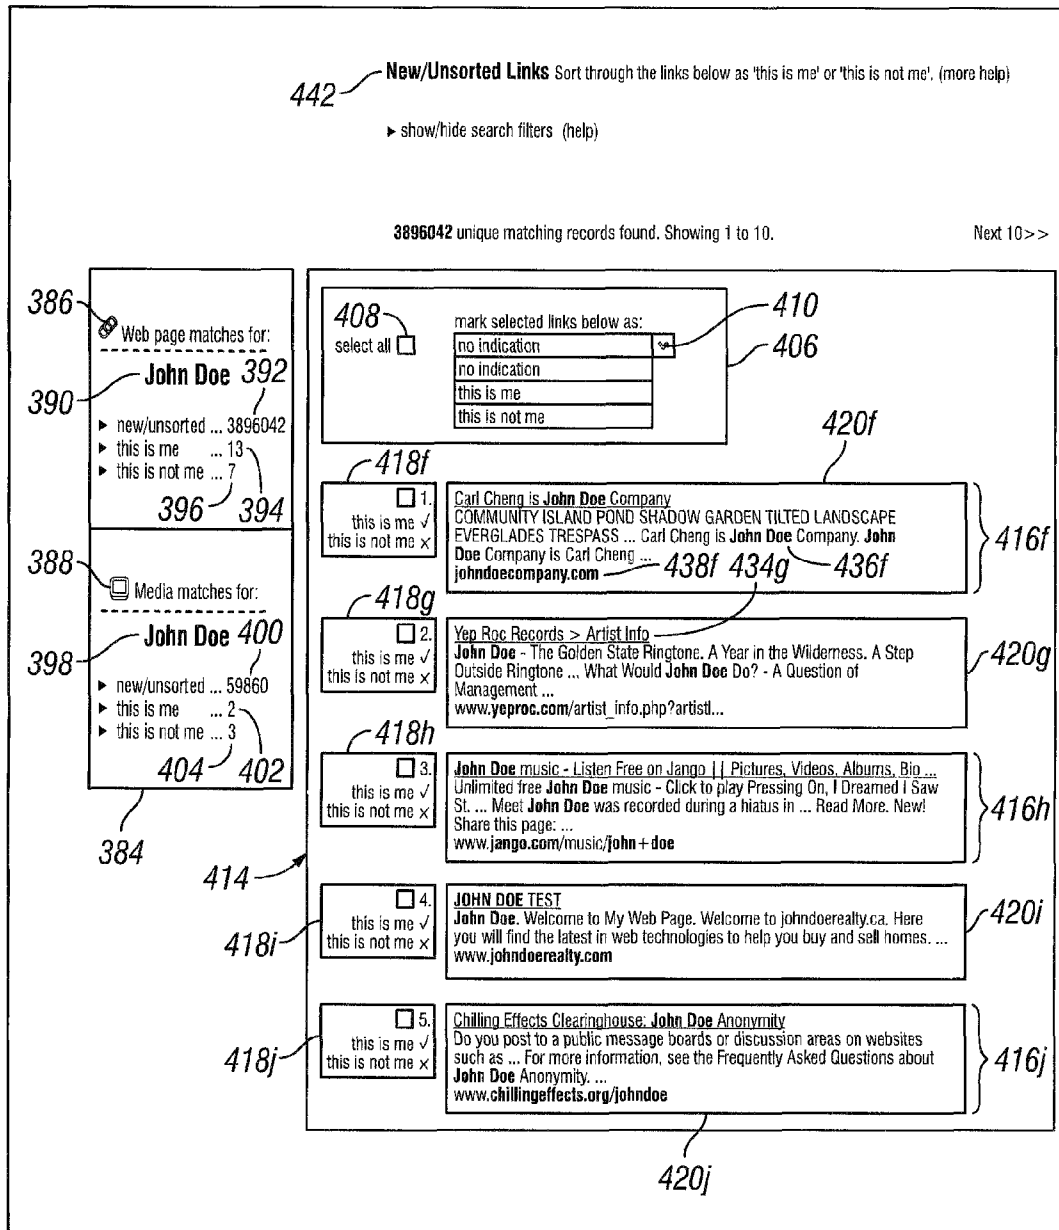 New/Unsorted Links Sort through the links below as 'this is me' or 'this is not me'. (more help)
442
▶ show/hide search filters (help)
3896042 unique matching records found. Showing 1 to 10.
Next 10>>
386
Web page matches for:
390
John Doe
392
▶ new/unsorted ... 3896042
▶ this is me ... 13
▶ this is not me ... 7
396
394
388
Media matches for:
398
John Doe
400
▶ new/unsorted ... 59860
▶ this is me ... 2
▶ this is not me ... 3
404
402
384
414
408
select all
mark selected links below as:
no indication
no indication
this is me
this is not me
410
406
418f
1.
this is me ✓
this is not me ×
420f
Carl Cheng is John Doe Company
COMMUNITY ISLAND POND SHADOW GARDEN TILTED LANDSCAPE
EVERGLADES TRESPASS ... Carl Cheng is John Doe Company. John
Doe Company is Carl Cheng ...
johndoecompany.com
438f
434g
436f
416f
418g
2.
this is me ✓
this is not me ×
Yep Roc Records > Artist Info
John Doe - The Golden State Ringtone. A Year in the Wilderness. A Step
Outside Ringtone ... What Would John Doe Do? - A Question of
Management ...
www.yeproc.com/artist_info.php?artistI...
420g
418h
3.
this is me ✓
this is not me ×
John Doe music - Listen Free on Jango || Pictures, Videos, Albums, Bio ...
Unlimited free John Doe music - Click to play Pressing On, I Dreamed I Saw
St. ... Meet John Doe was recorded during a hiatus in ... Read More. New!
Share this page: ...
www.jango.com/music/john+doe
416h
418i
4.
this is me ✓
this is not me ×
JOHN DOE TEST
John Doe. Welcome to My Web Page. Welcome to johndoerealty.ca. Here
you will find the latest in web technologies to help you buy and sell homes. ...
www.johndoerealty.com
420i
418j
5.
this is me ✓
this is not me ×
Chilling Effects Clearinghouse: John Doe Anonymity
Do you post to a public message boards or discussion areas on websites
such as ... For more information, see the Frequently Asked Questions about
John Doe Anonymity. ...
www.chillingeffects.org/johndoe
416j
420j